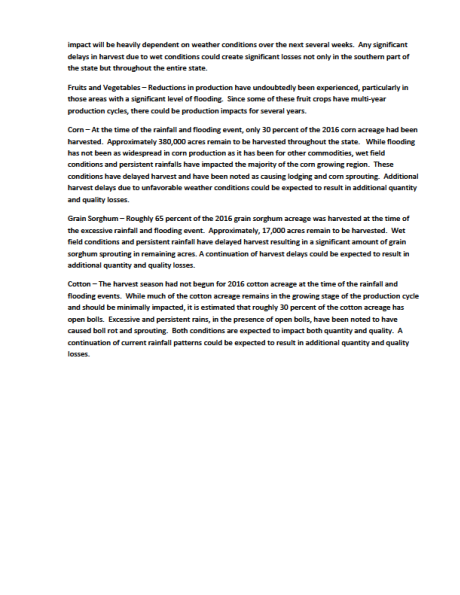 impact will be heavily dependent on weather conditions over the next several weeks.  Any significant
delays in harvest due to wet conditions could create significant losses not only in the southern part of
the state but throughout the entire state.
Fruits and Vegetables – Reductions in production have undoubtedly been experienced, particularly in
those areas with a significant level of flooding.  Since some of these fruit crops have multi-year
production cycles, there could be production impacts for several years.
Corn – At the time of the rainfall and flooding event, only 30 percent of the 2016 corn acreage had been
harvested.  Approximately 380,000 acres remain to be harvested throughout the state.  While flooding
has not been as widespread in corn production as it has been for other commodities, wet field
conditions and persistent rainfalls have impacted the majority of the corn growing region.  These
conditions have delayed harvest and have been noted as causing lodging and corn sprouting.  Additional
harvest delays due to unfavorable weather conditions could be expected to result in additional quantity
and quality losses.
Grain Sorghum – Roughly 65 percent of the 2016 grain sorghum acreage was harvested at the time of
the excessive rainfall and flooding event.  Approximately, 17,000 acres remain to be harvested.  Wet
field conditions and persistent rainfall have delayed harvest resulting in a significant amount of grain
sorghum sprouting in remaining acres. A continuation of harvest delays could be expected to result in
additional quantity and quality losses.
Cotton – The harvest season had not begun for 2016 cotton acreage at the time of the rainfall and
flooding events.  While much of the cotton acreage remains in the growing stage of the production cycle
and should be minimally impacted, it is estimated that roughly 30 percent of the cotton acreage has
open bolls.  Excessive and persistent rains, in the presence of open bolls, have been noted to have
caused boll rot and sprouting.  Both conditions are expected to impact both quantity and quality.  A
continuation of current rainfall patterns could be expected to result in additional quantity and quality
losses.